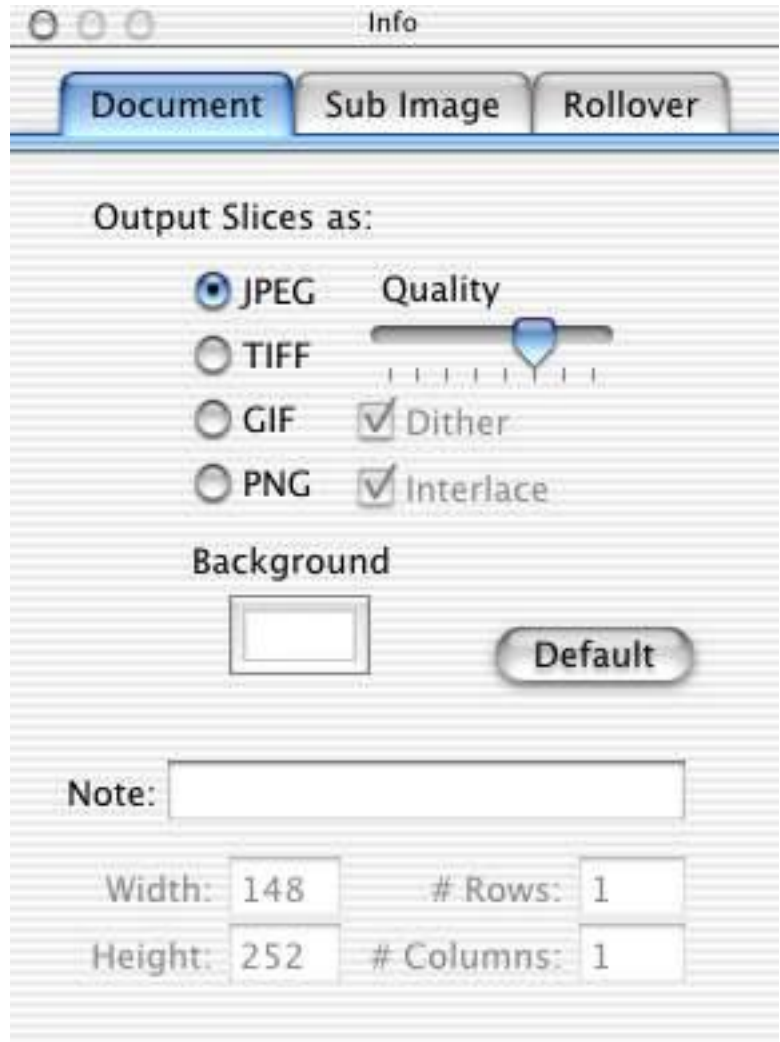 Info
Document Sub Image Rollover
Output Slices as:
JPEG Quality
TIFF
GIF Dither
PNG Interlace
Background
Default
Note:
Width: 148 # Rows: 1
Height: 252 # Columns: 1